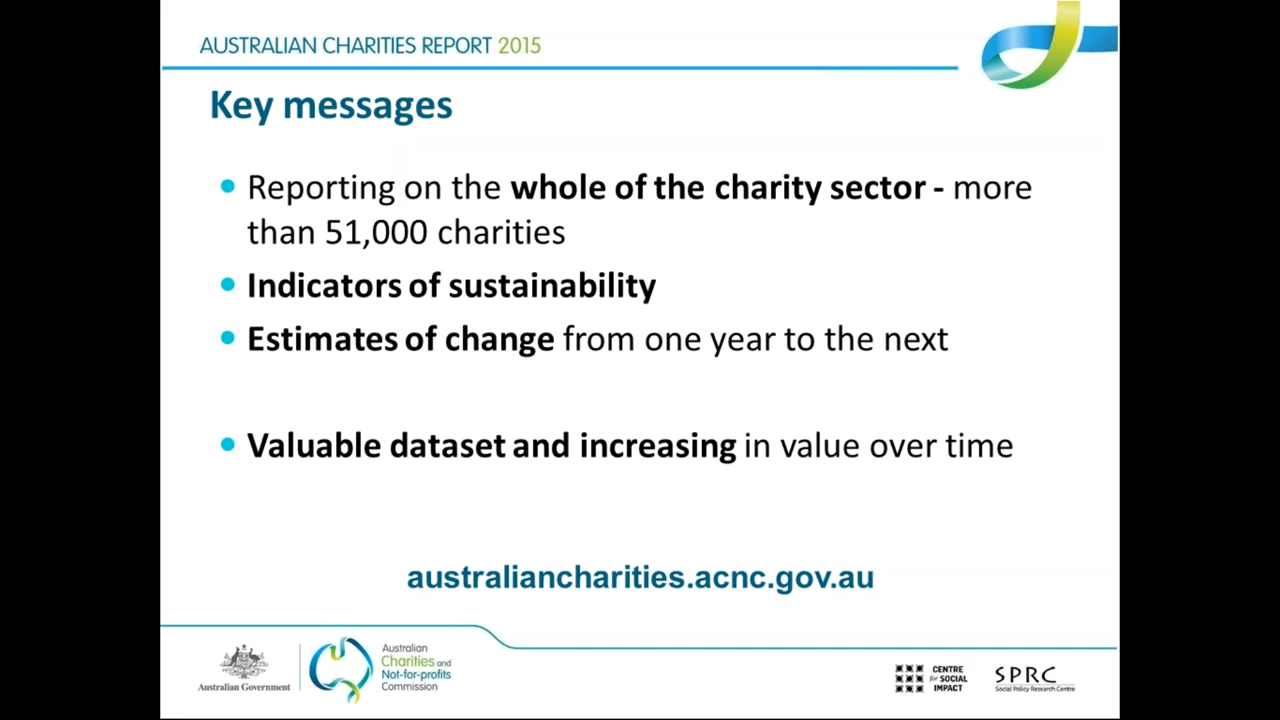 AUSTRALIAN CHARITIES REPORT 2015
Key messages
Reporting on the whole of the charity sector - more
than 51,000 charities
Indicators of sustainability
Estimates of change from one year to the next
Valuable dataset and increasing in value over time
australiancharities.acnc.gov.au
Australian Government
Australian
Charities and
Not-for-profits
Commission
CENTRE
for SOCIAL
IMPACT
SPRC
Social Policy Research Centre